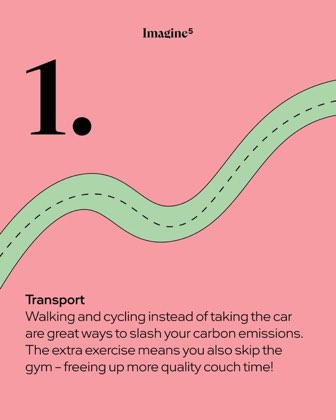 Imagine⁵
1.
Transport
Walking and cycling instead of taking the car
are great ways to slash your carbon emissions.
The extra exercise means you also skip the
gym – freeing up more quality couch time!